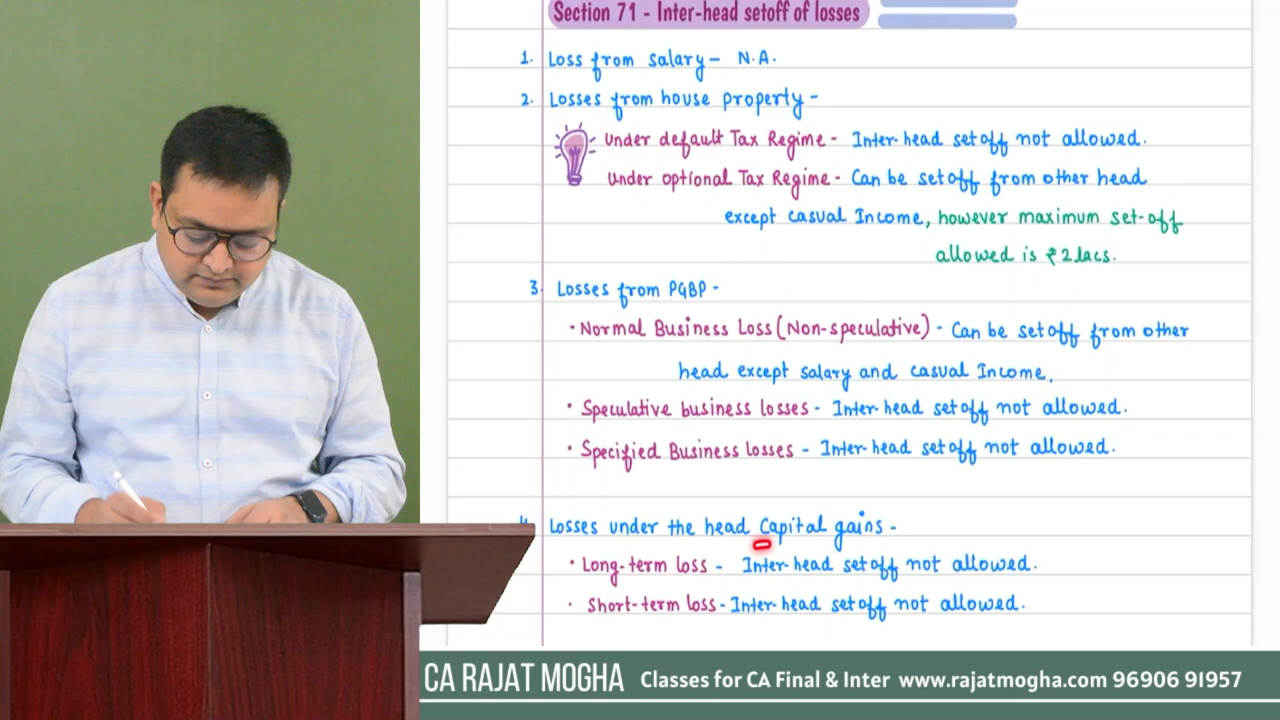 Section 71 - Inter-head setoff of losses
1. Loss from salary - N.A.
2. Losses from house property -
Under default Tax Regime - Inter-head setoff not allowed.
Under optional Tax Regime - Can be setoff from other head
except casual Income, however maximum set-off
allowed is ₹2lacs.
3. Losses from PGBP -
• Normal Business Loss (Non-speculative) - Can be setoff from other
head except salary and casual Income.
• Speculative business losses - Inter-head setoff not allowed.
• Specified Business Losses - Inter-head setoff not allowed.
4. Losses under the head Capital gains -
• Long-term loss - Inter-head setoff not allowed.
• Short-term loss - Inter-head setoff not allowed.
CA RAJAT MOGHA Classes for CA Final & Inter www.rajatmogha.com 96906 91957